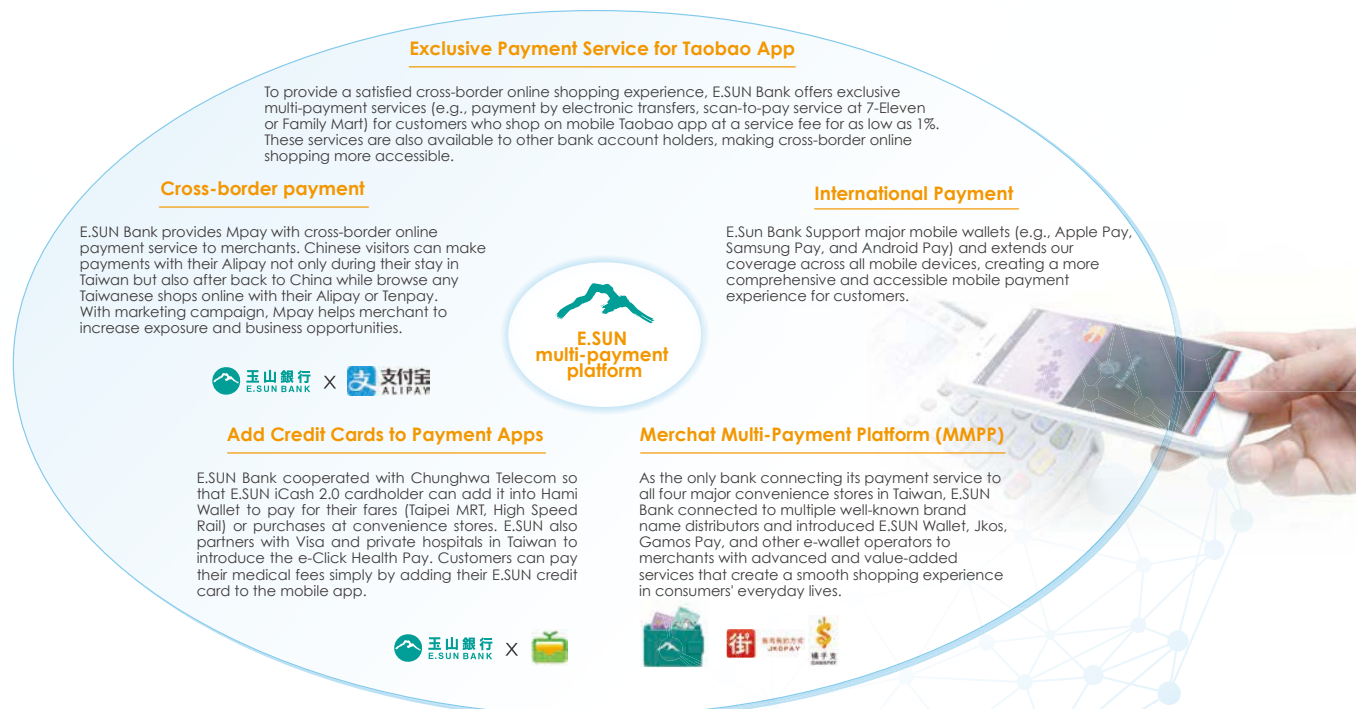 Exclusive Payment Service for Taobao App
To provide a satisfied cross-border online shopping experience, E.SUN Bank offers exclusive
multi-payment services (e.g., payment by electronic transfers, scan-to-pay service at 7-Eleven
or Family Mart) for customers who shop on mobile Taobao app at a service fee for as low as 1%.
These services are also available to other bank account holders, making cross-border online
shopping more accessible.
Cross-border payment
E.SUN Bank provides Mpay with cross-border online
payment service to merchants. Chinese visitors can make
payments with their Alipay not only during their stay in
Taiwan but also after back to China while browse any
Taiwanese shops online with their Alipay or Tenpay.
With marketing campaign, Mpay helps merchant to
increase exposure and business opportunities.
玉山銀行
E.SUN BANK
X
支 支付宝
ALIPAY
International Payment
E.Sun Bank Support major mobile wallets (e.g., Apple Pay,
Samsung Pay, and Android Pay) and extends our
coverage across all mobile devices, creating a more
comprehensive and accessible mobile payment
experience for customers.
E.SUN
multi-payment
platform
Add Credit Cards to Payment Apps
E.SUN Bank cooperated with Chunghwa Telecom so
that E.SUN iCash 2.0 cardholder can add it into Hami
Wallet to pay for their fares (Taipei MRT, High Speed
Rail) or purchases at convenience stores. E.SUN also
partners with Visa and private hospitals in Taiwan to
introduce the e-Click Health Pay. Customers can pay
their medical fees simply by adding their E.SUN credit
card to the mobile app.
玉山銀行
E.SUN BANK
X
Merchat Multi-Payment Platform (MMPP)
As the only bank connecting its payment service to
all four major convenience stores in Taiwan, E.SUN
Bank connected to multiple well-known brand
name distributors and introduced E.SUN Wallet, Jkos,
Gamos Pay, and other e-wallet operators to
merchants with advanced and value-added
services that create a smooth shopping experience
in consumers' everyday lives.
街
JKOPAY
橘子支